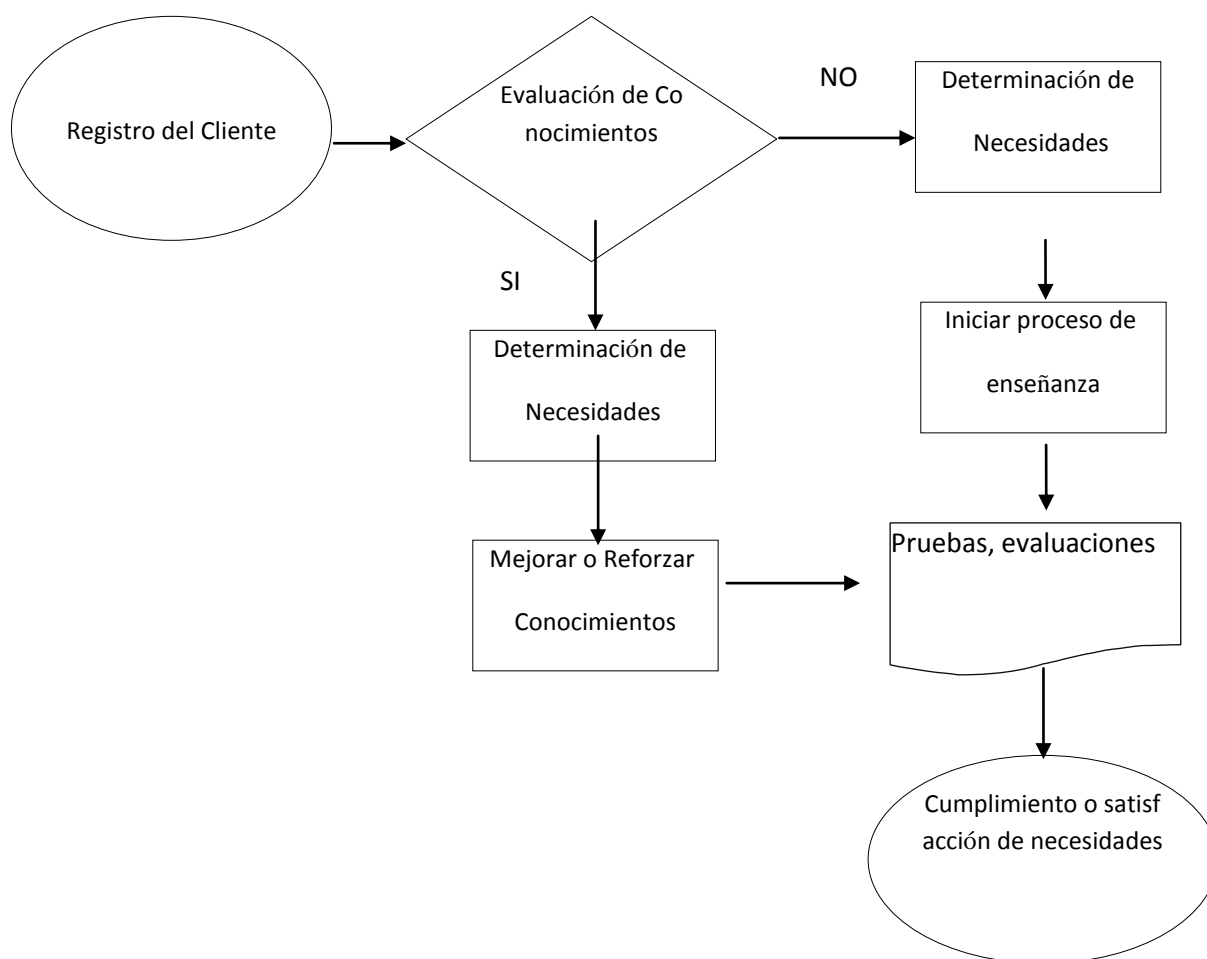 Registro del Cliente
Evaluación de Co
nocimientos
NO
Determinación de
Necesidades
SI
Determinación de
Necesidades
Iniciar proceso de
enseñanza
Mejorar o Reforzar
Conocimientos
Pruebas, evaluaciones
Cumplimiento o satisf
acción de necesidades